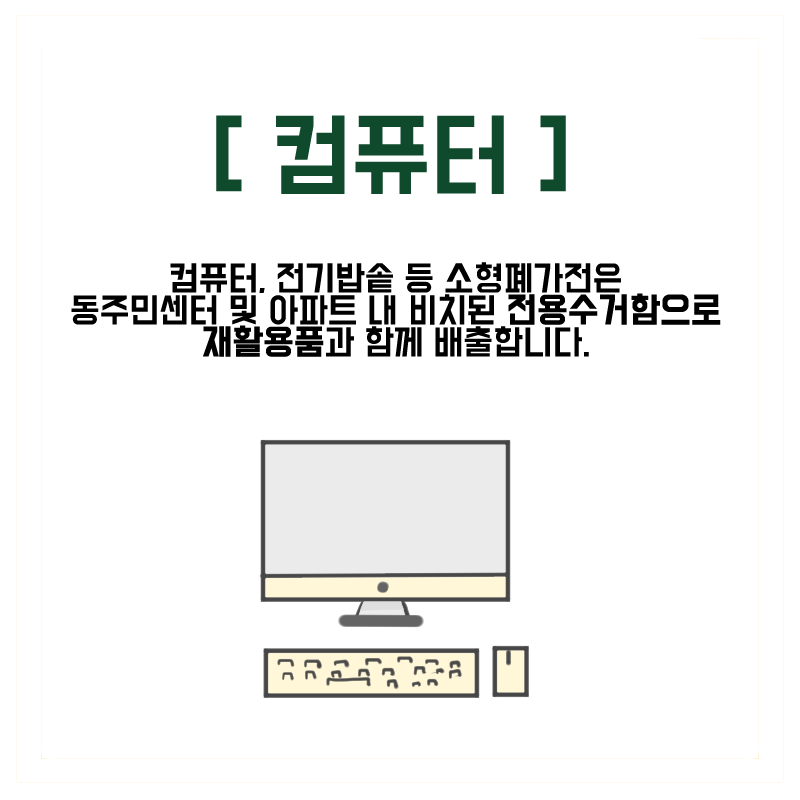 [ 컴퓨터 ]
컴퓨터, 전기밥솥 등 소형폐가전은
동주민센터 및 아파트 내 비치된 전용수거함으로
재활용품과 함께 배출합니다.